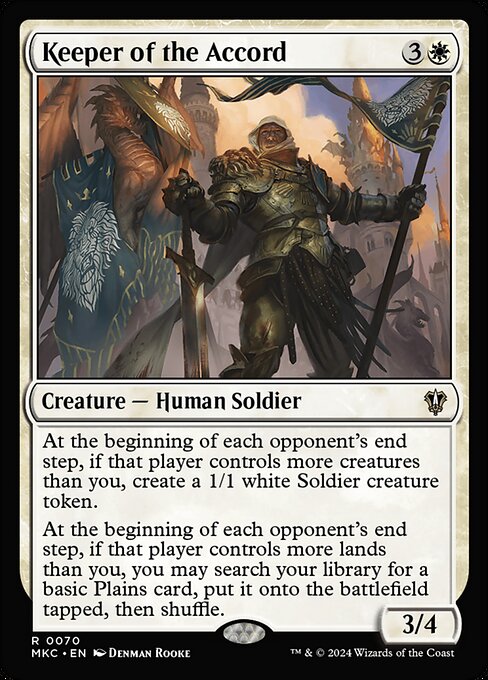 Keeper of the Accord 3
Creature — Human Soldier
At the beginning of each opponent's end
step, if that player controls more creatures
than you, create a 1/1 white Soldier creature
token.
At the beginning of each opponent's end
step, if that player controls more lands
than you, you may search your library for a
basic Plains card, put it onto the battlefield
tapped, then shuffle.
3/4
R 0070
MKC • EN Denman Rooke
™ & © 2024 Wizards of the Coast